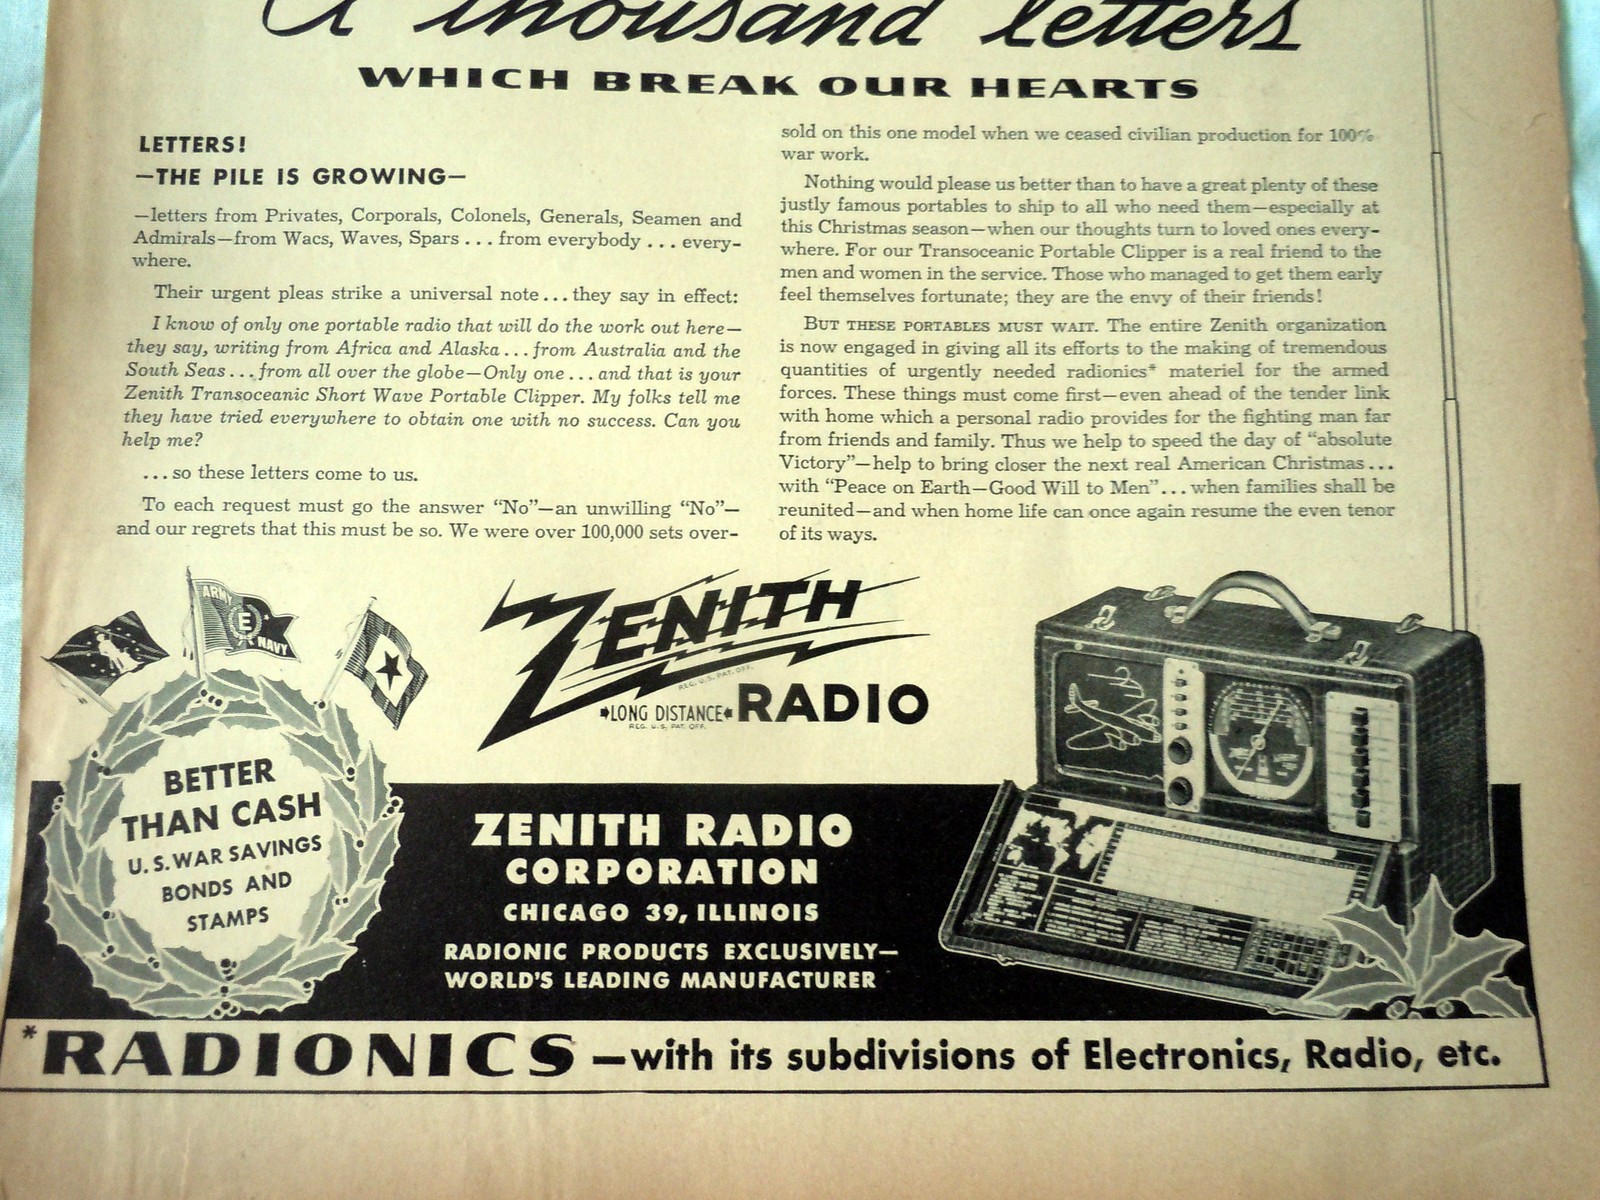 A thousand letters
WHICH BREAK OUR HEARTS
LETTERS!
—THE PILE IS GROWING—
—letters from Privates, Corporals, Colonels, Generals, Seamen and
Admirals—from Wacs, Waves, Spars . . . from everybody . . . every-
where.
Their urgent pleas strike a universal note . . . they say in effect:
I know of only one portable radio that will do the work out here—
they say, writing from Africa and Alaska . . . from Australia and the
South Seas . . . from all over the globe—Only one . . . and that is your
Zenith Transoceanic Short Wave Portable Clipper. My folks tell me
they have tried everywhere to obtain one with no success. Can you
help me?
. . . so these letters come to us.
To each request must go the answer “No”—an unwilling “No”—
and our regrets that this must be so. We were over 100,000 sets over-
sold on this one model when we ceased civilian production for 100%
war work.
Nothing would please us better than to have a great plenty of these
justly famous portables to ship to all who need them—especially at
this Christmas season—when our thoughts turn to loved ones every-
where. For our Transoceanic Portable Clipper is a real friend to the
men and women in the service. Those who managed to get them early
feel themselves fortunate; they are the envy of their friends!
BUT THESE PORTABLES MUST WAIT. The entire Zenith organization
is now engaged in giving all its efforts to the making of tremendous
quantities of urgently needed radionics* materiel for the armed
forces. These things must come first—even ahead of the tender link
with home which a personal radio provides for the fighting man far
from friends and family. Thus we help to speed the day of “absolute
Victory”—help to bring closer the next real American Christmas . . .
with “Peace on Earth—Good Will to Men” . . . when families shall be
reunited—and when home life can once again resume the even tenor
of its ways.
ARMY
E
NAVY
ZENITH
REG. U.S. PAT. OFF.
LONG DISTANCE RADIO
REG. U.S. PAT. OFF.
BETTER
THAN CASH
U.S. WAR SAVINGS
BONDS AND
STAMPS
ZENITH RADIO
CORPORATION
CHICAGO 39, ILLINOIS
RADIONIC PRODUCTS EXCLUSIVELY—
WORLD'S LEADING MANUFACTURER
*RADIONICS—with its subdivisions of Electronics, Radio, etc.